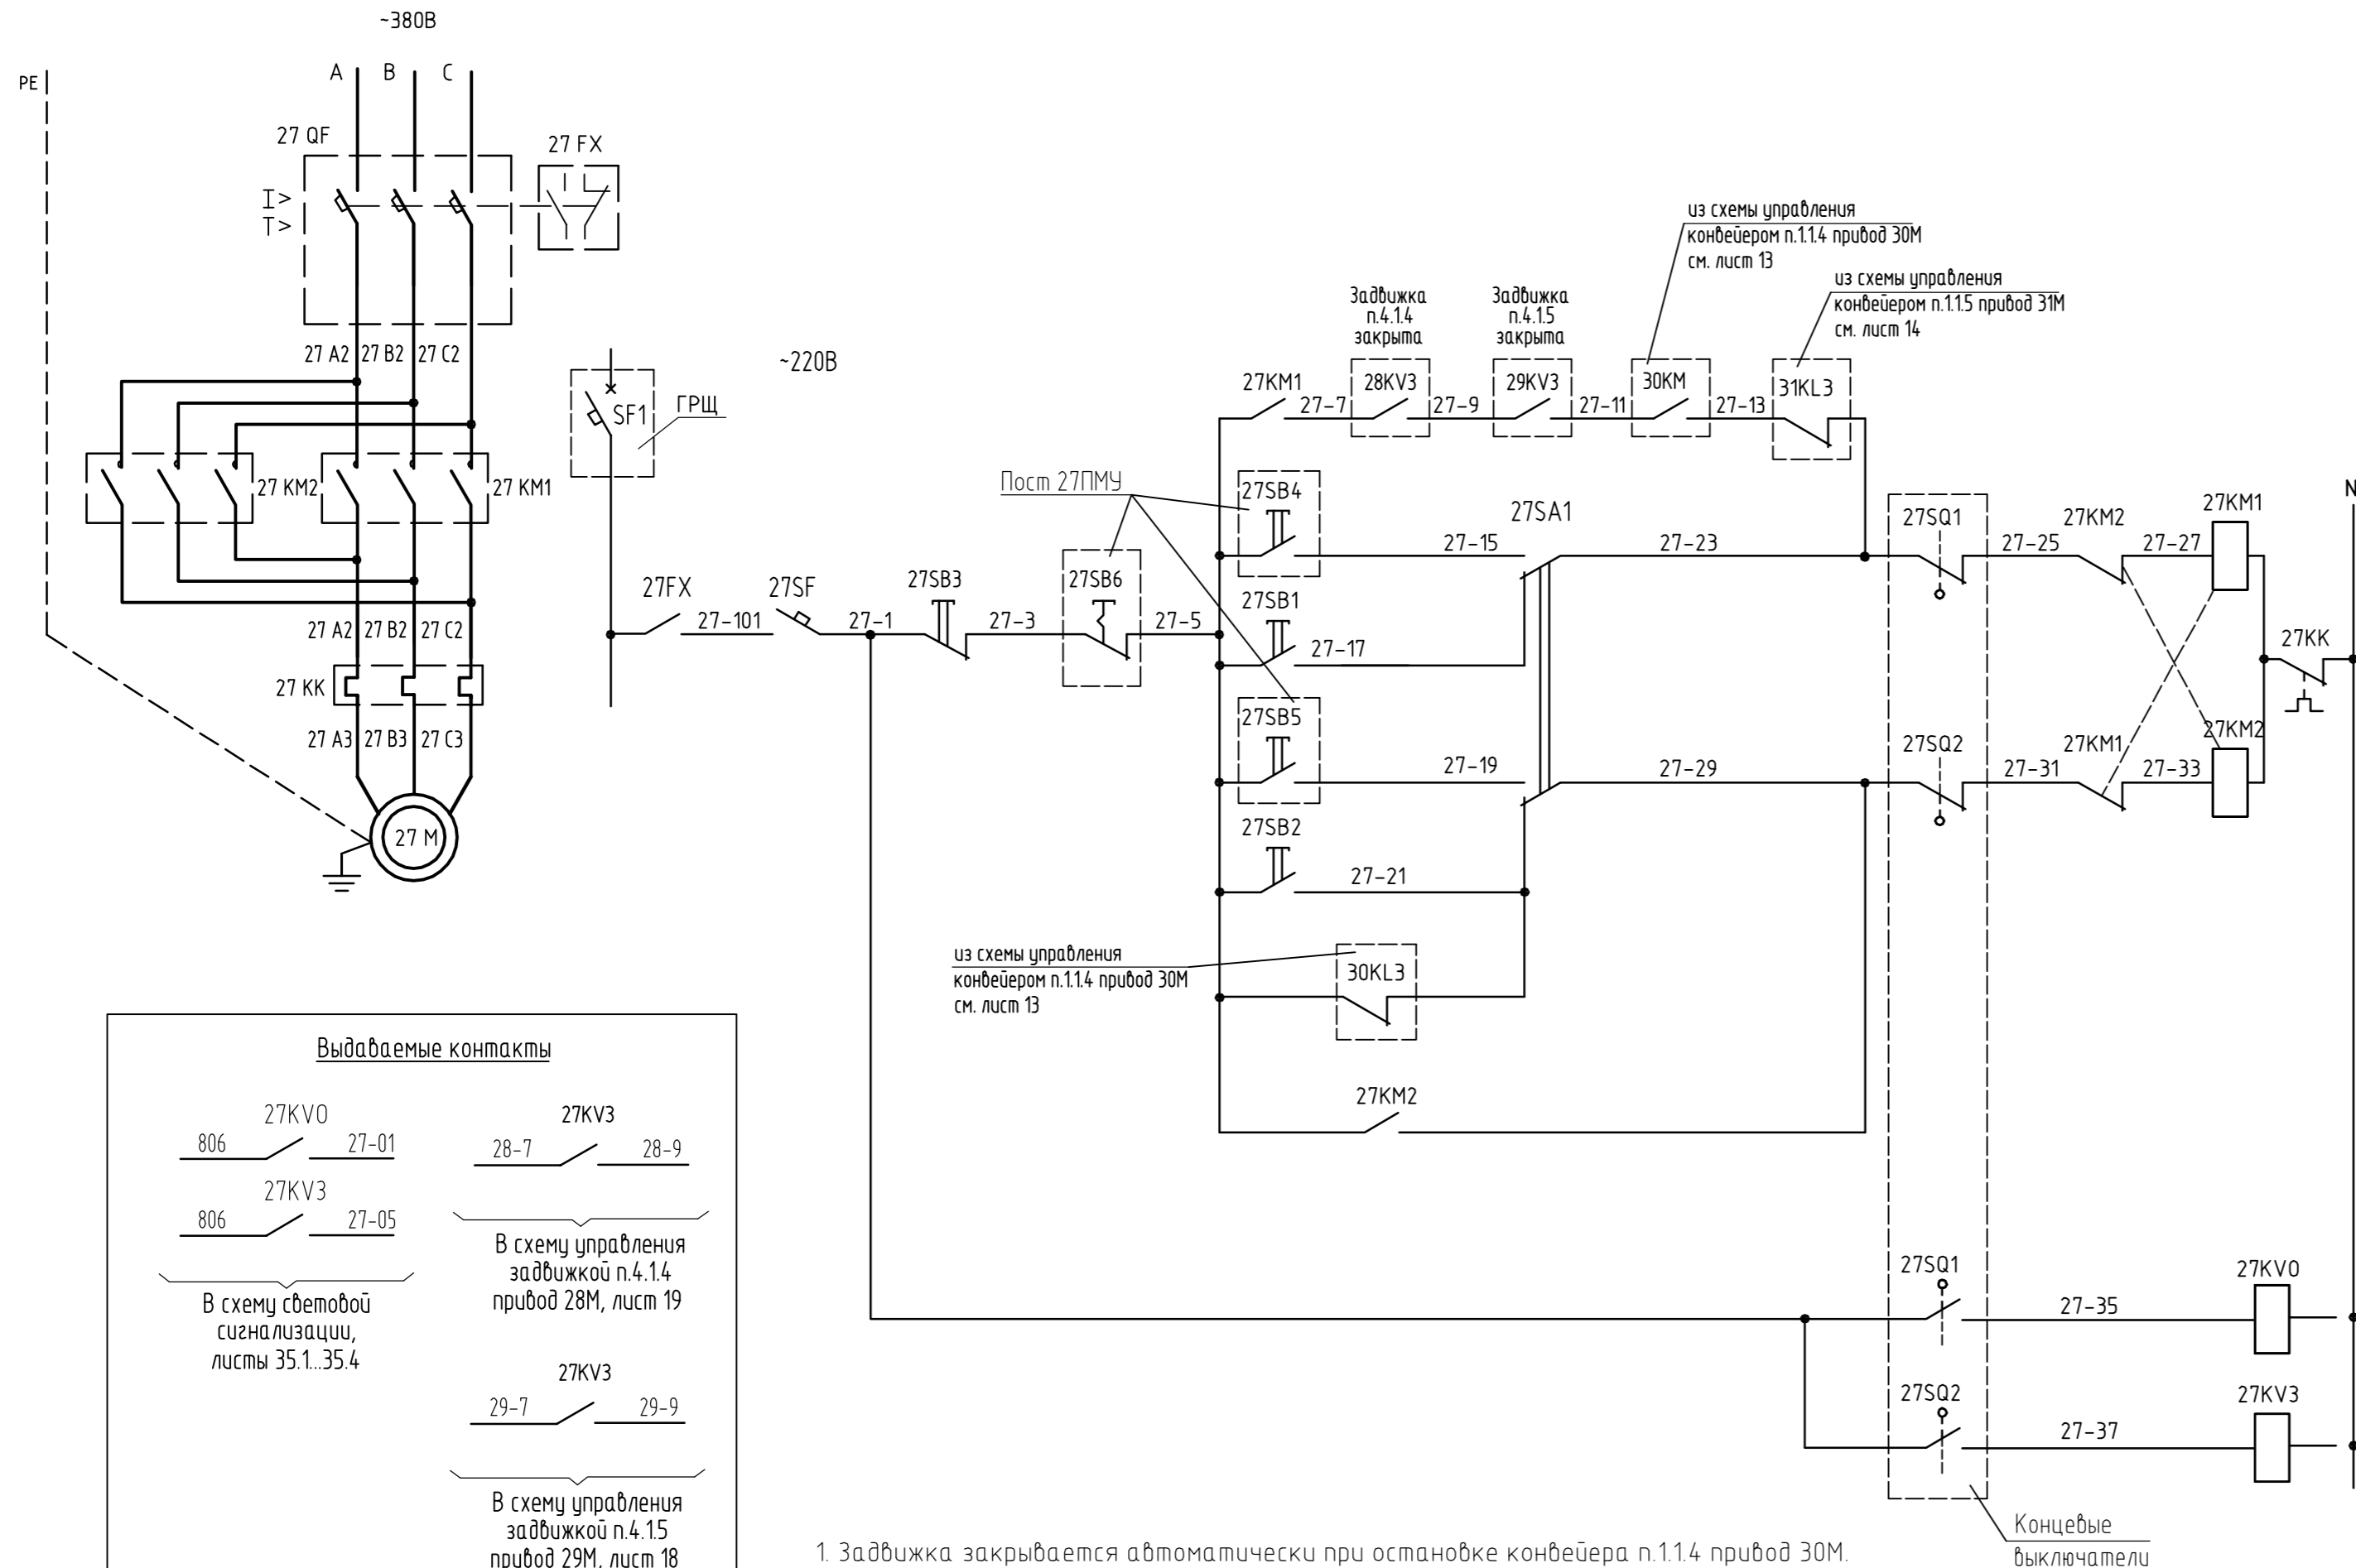 ~380В
PE
A B C
27 QF
27 FX
I>
T>
27 A2 27 B2 27 C2
27 KM2
27 KM1
27 A2 27 B2 27 C2
27 KK
27 A3 27 B3 27 C3
27 M
SF1
ГРЩ
~220В
27FX
27-101
27SF
27-1
27SB3
27-3
Пост 27ПМУ
27SB6
27-5
27KM1
27-7
Задвижка
п.4.1.4
закрыта
28KV3
27-9
Задвижка
п.4.1.5
закрыта
29KV3
27-11
из схемы управления
конвейером п.1.1.4 привод 30М
см. лист 13
30KM
27-13
из схемы управления
конвейером п.1.1.5 привод 31М
см. лист 14
31KL3
27SB4
27-15
27SA1
27-23
27SQ1
27-25
27KM2
27-27
27KM1
N
27SB1
27-17
27KK
27SB5
27-19
27-29
27SQ2
27-31
27KM1
27-33
27KM2
27SB2
27-21
из схемы управления
конвейером п.1.1.4 привод 30М
см. лист 13
30KL3
27KM2
27SQ1
27-35
27KV0
27SQ2
27-37
27KV3
Концевые
выключатели
Выдаваемые контакты
27KV0
806 27-01
27KV3
806 27-05
В схему световой
сигнализации,
листы 35.1...35.4
27KV3
28-7 28-9
В схему управления
задвижкой п.4.1.4
привод 28М, лист 19
27KV3
29-7 29-9
В схему управления
задвижкой п.4.1.5
привод 29М, лист 18
1. Задвижка закрывается автоматически при остановке конвейера п.1.1.4 привод 30М.